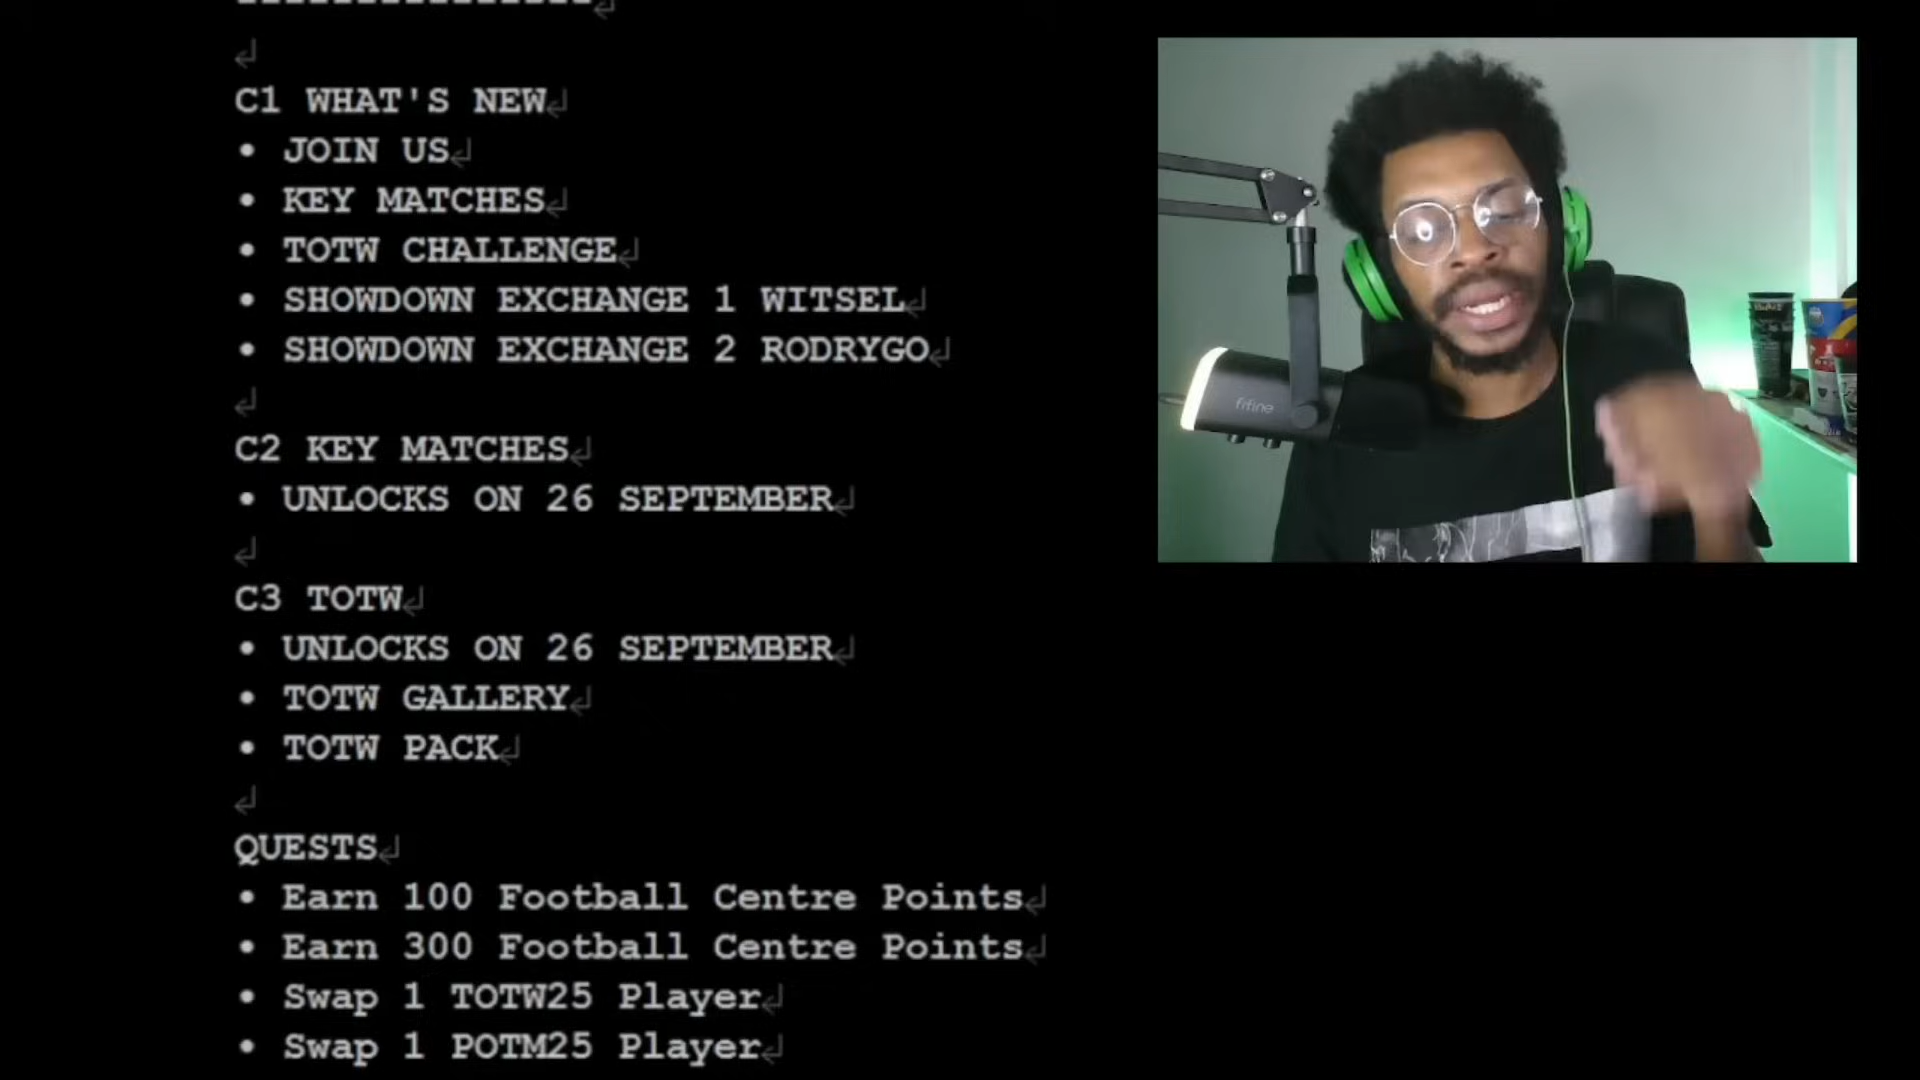 C1 WHAT'S NEW
• JOIN US
• KEY MATCHES
• TOTW CHALLENGE
• SHOWDOWN EXCHANGE 1 WITSEL
• SHOWDOWN EXCHANGE 2 RODRYGO
C2 KEY MATCHES
• UNLOCKS ON 26 SEPTEMBER
C3 TOTW
• UNLOCKS ON 26 SEPTEMBER
• TOTW GALLERY
• TOTW PACK
QUESTS
• Earn 100 Football Centre Points
• Earn 300 Football Centre Points
• Swap 1 TOTW25 Player
• Swap 1 POTM25 Player
fifine